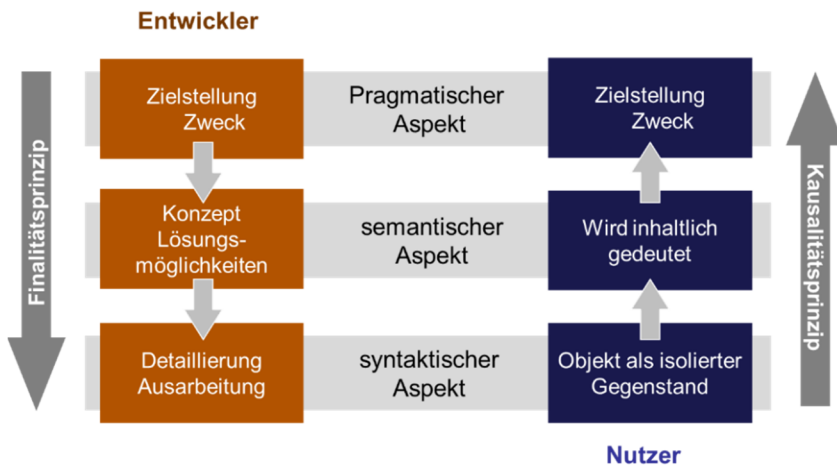 Entwickler
Finalitätsprinzip
Zielstellung
Zweck
Pragmatischer
Aspekt
Zielstellung
Zweck
Kausalitätsprinzip
Konzept
Lösungs-
möglichkeiten
semantischer
Aspekt
Wird inhaltlich
gedeutet
Detaillierung
Ausarbeitung
syntaktischer
Aspekt
Objekt als isolierter
Gegenstand
Nutzer